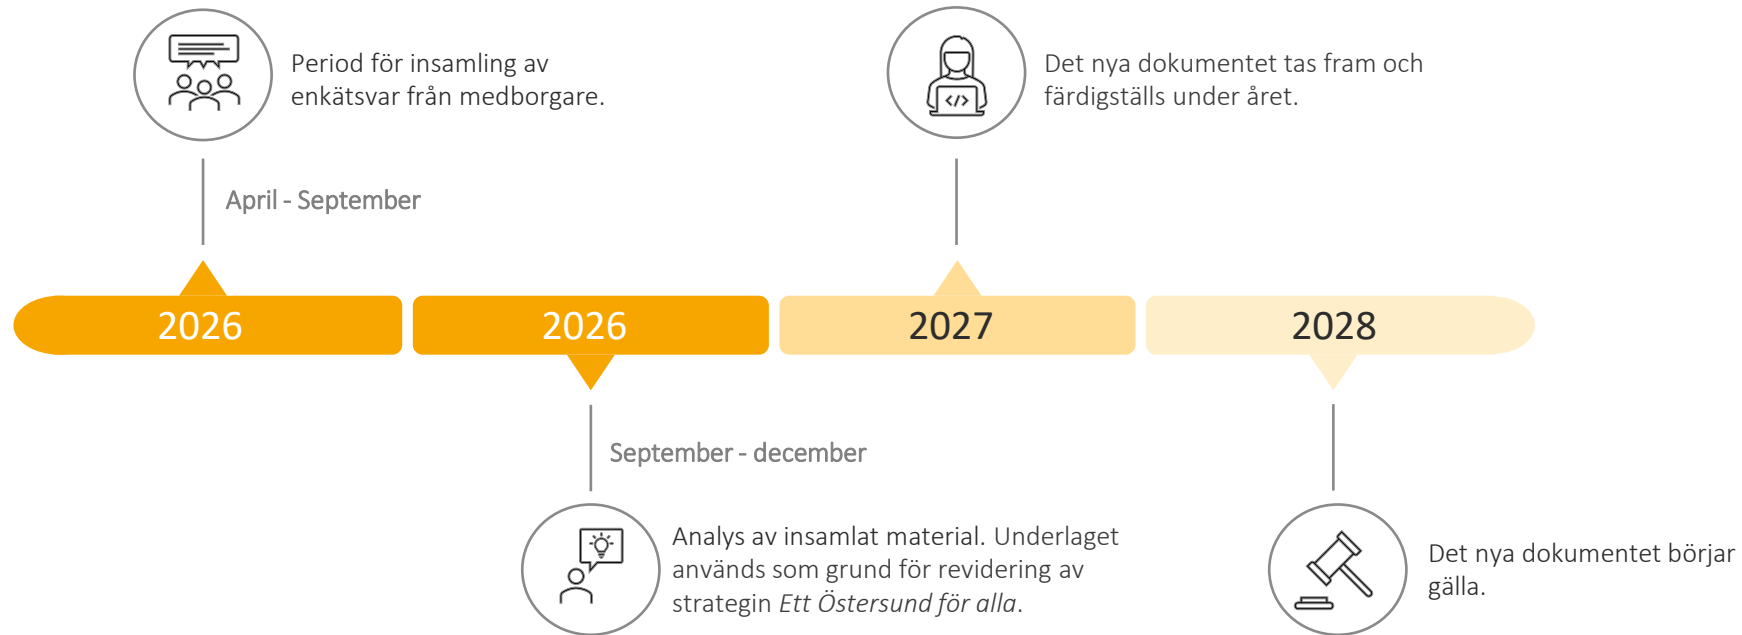 Period för insamling av
enkätsvar från medborgare.
Det nya dokumentet tas fram och
färdigställs under året.
April - September
2026
2026
2027
2028
September - december
Analys av insamlat material. Underlaget
används som grund för revidering av
strategin Ett Östersund för alla.
Det nya dokumentet börjar
gälla.